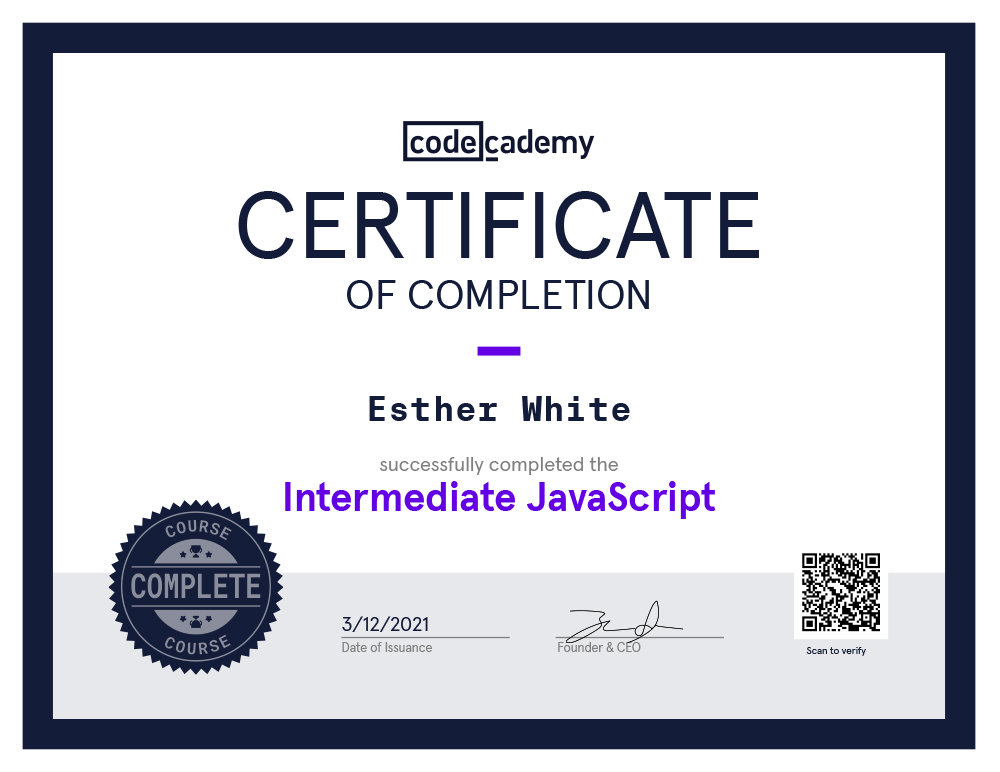 codecademy
CERTIFICATE
OF COMPLETION
Esther White
successfully completed the
Intermediate JavaScript
COURSE
COMPLETE
COURSE
3/12/2021
Date of Issuance
Founder & CEO
Scan to verify